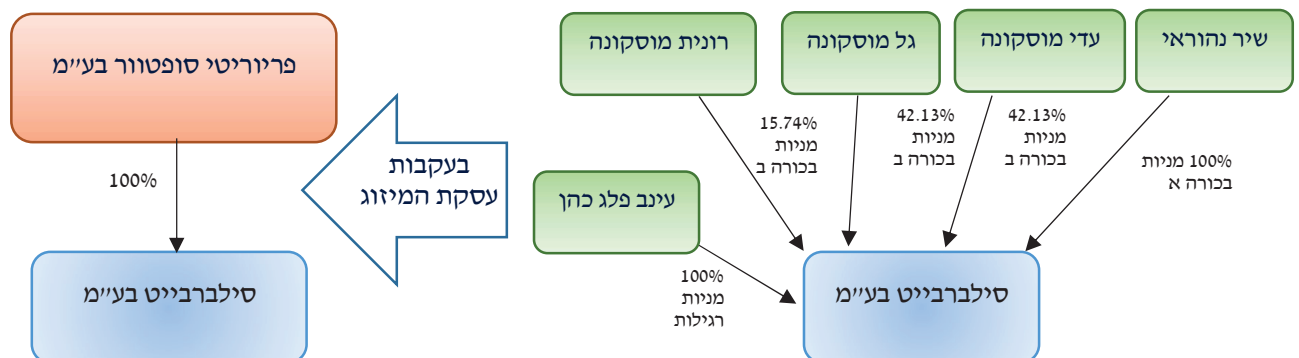 שיר נהוראי
עדי מוסקונה
גל מוסקונה
רונית מוסקונה
100% מניות
בכורה א
42.13%
מניות
בכורה ב
42.13%
מניות
בכורה ב
15.74%
מניות
בכורה ב
עינב פלג כהן
100%
מניות
רגילות
סילברבייט בע"מ
בעקבות
עסקת המיזוג
פריוריטי סופטוור בע"מ
100%
סילברבייט בע"מ